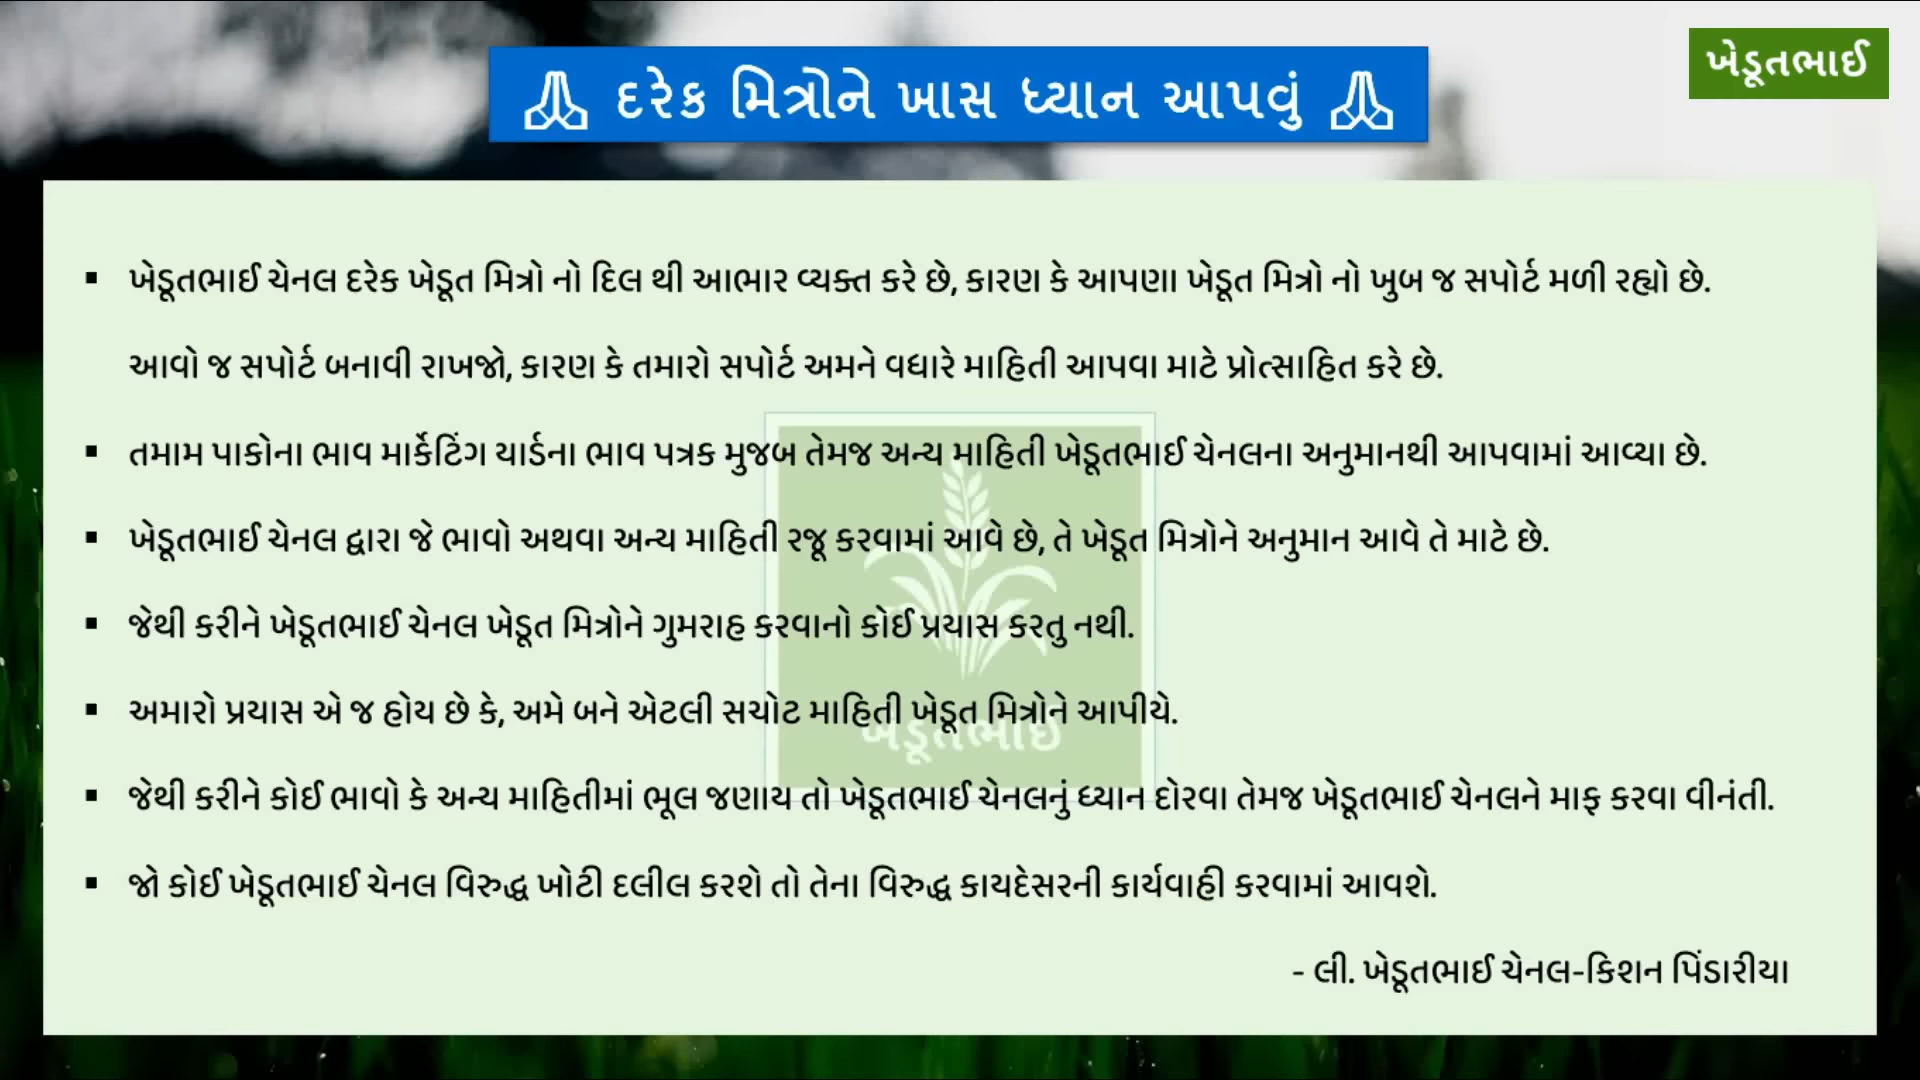 🙏 દરેક મિત્રોને ખાસ ધ્યાન આપવું 🙏
ખેડૂતભાઈ
▪ ખેડૂતભાઈ ચેનલ દરેક ખેડૂત મિત્રો નો દિલ થી આભાર વ્યક્ત કરે છે, કારણ કે આપણા ખેડૂત મિત્રો નો ખુબ જ સપોર્ટ મળી રહ્યો છે.
આવો જ સપોર્ટ બનાવી રાખજો, કારણ કે તમારો સપોર્ટ અમને વધારે માહિતી આપવા માટે પ્રોત્સાહિત કરે છે.
▪ તમામ પાકોના ભાવ માર્કેટિંગ યાર્ડના ભાવ પત્રક મુજબ તેમજ અન્ય માહિતી ખેડૂતભાઈ ચેનલના અનુમાનથી આપવામાં આવ્યા છે.
▪ ખેડૂતભાઈ ચેનલ દ્વારા જે ભાવો અથવા અન્ય માહિતી રજૂ કરવામાં આવે છે, તે ખેડૂત મિત્રોને અનુમાન આવે તે માટે છે.
▪ જેથી કરીને ખેડૂતભાઈ ચેનલ ખેડૂત મિત્રોને ગુમરાહ કરવાનો કોઈ પ્રયાસ કરતુ નથી.
▪ અમારો પ્રયાસ એ જ હોય છે કે, અમે બને એટલી સચોટ માહિતી ખેડૂત મિત્રોને આપીયે.
ખેડૂતભાઈ
▪ જેથી કરીને કોઈ ભાવો કે અન્ય માહિતીમાં ભૂલ જણાય તો ખેડૂતભાઈ ચેનલનું ધ્યાન દોરવા તેમજ ખેડૂતભાઈ ચેનલને માફ કરવા વીનંતી.
▪ જો કોઈ ખેડૂતભાઈ ચેનલ વિરુદ્ધ ખોટી દલીલ કરશે તો તેના વિરુદ્ધ કાયદેસરની કાર્યવાહી કરવામાં આવશે.
- લી. ખેડૂતભાઈ ચેનલ-કિશન પિંડારીયા